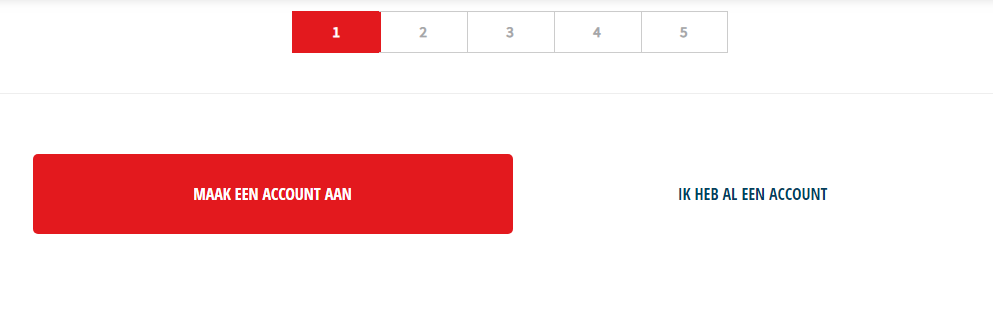 1 2 3 4 5
MAAK EEN ACCOUNT AAN IK HEB AL EEN ACCOUNT